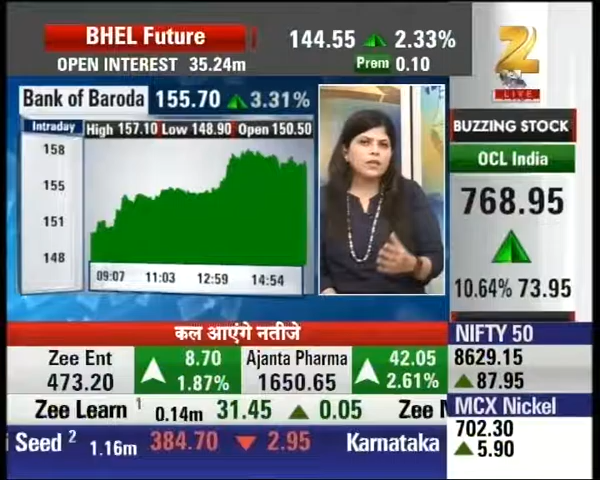 BHEL Future 144.55 2.33%
OPEN INTEREST 35.24m Prem 0.10
LIVE
Bank of Baroda 155.70 3.31%
Intraday High 157.10 Low 148.90 Open 150.50
158
155
151
148
09:07 11:03 12:59 14:54
BUZZING STOCK
OCL India
768.95
10.64% 73.95
कल आएंगे नतीजे
Zee Ent 8.70 Ajanta Pharma 42.05
473.20 1.87% 1650.65 2.61%
NIFTY 50
8629.15
87.95
Zee Learn 1 0.14m 31.45 0.05 Zee
MCX Nickel
702.30
5.90
Seed 2 1.16m 384.70 2.95 Karnataka